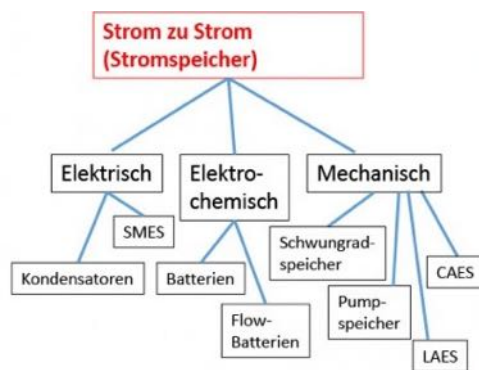 Strom zu Strom
(Stromspeicher)
Elektrisch
Elektro-
chemisch
Mechanisch
SMES
Kondensatoren
Batterien
Flow-
Batterien
Schwungrad-
speicher
Pump-
speicher
CAES
LAES